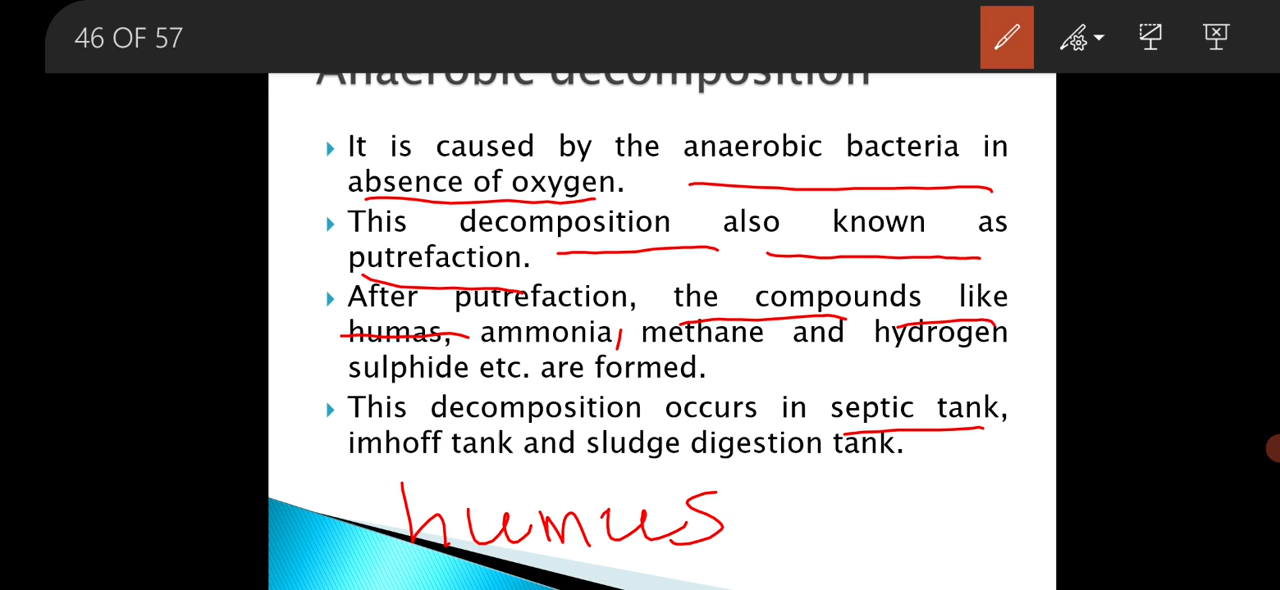 46 OF 57
Anaerobic decomposition
It is caused by the anaerobic bacteria in
absence of oxygen.
This decomposition also known as
putrefaction.
After putrefaction, the compounds like
humas, ammonia, methane and hydrogen
sulphide etc. are formed.
This decomposition occurs in septic tank,
imhoff tank and sludge digestion tank.
humus